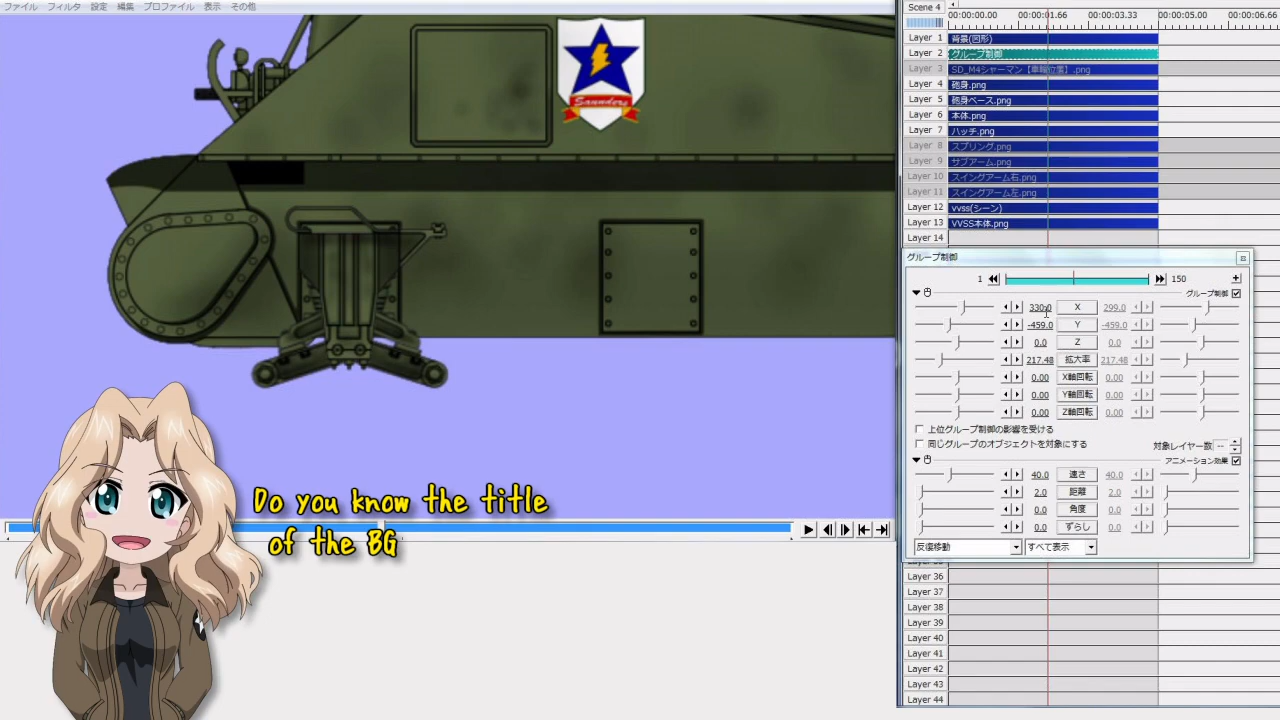 ファイル フィルタ 設定 編集 プロファイル 表示 その他
Saunders
Do you know the title
of the BG
Scene 4
00:00:00.00 00:00:01.66 00:00:03.33 00:00:05.00 00:00:06.66
Layer 1 背景(図形)
Layer 2 グループ制御
Layer 3 SD_M4シャーマン【車輪位置】.png
Layer 4 砲身.png
Layer 5 砲身ベース.png
Layer 6 本体.png
Layer 7 ハッチ.png
Layer 8 スプリング.png
Layer 9 サブアーム.png
Layer 10 スイングアーム右.png
Layer 11 スイングアーム左.png
Layer 12 vvss(シーン)
Layer 13 VVSS本体.png
Layer 14
グループ制御
1 150 +
グループ制御
330.0 X 299.0
-459.0 Y -459.0
0.0 Z 0.0
217.48 拡大率 217.48
0.00 X軸回転 0.00
0.00 Y軸回転 0.00
0.00 Z軸回転 0.00
上位グループ制御の影響を受ける
同じグループのオブジェクトを対象にする 対象レイヤー数 --
アニメーション効果
40.0 速さ 40.0
2.0 距離 2.0
0.0 角度 0.0
0.0 ずらし 0.0
反復移動 すべて表示
Layer 36
Layer 37
Layer 38
Layer 39
Layer 40
Layer 41
Layer 42
Layer 43
Layer 44